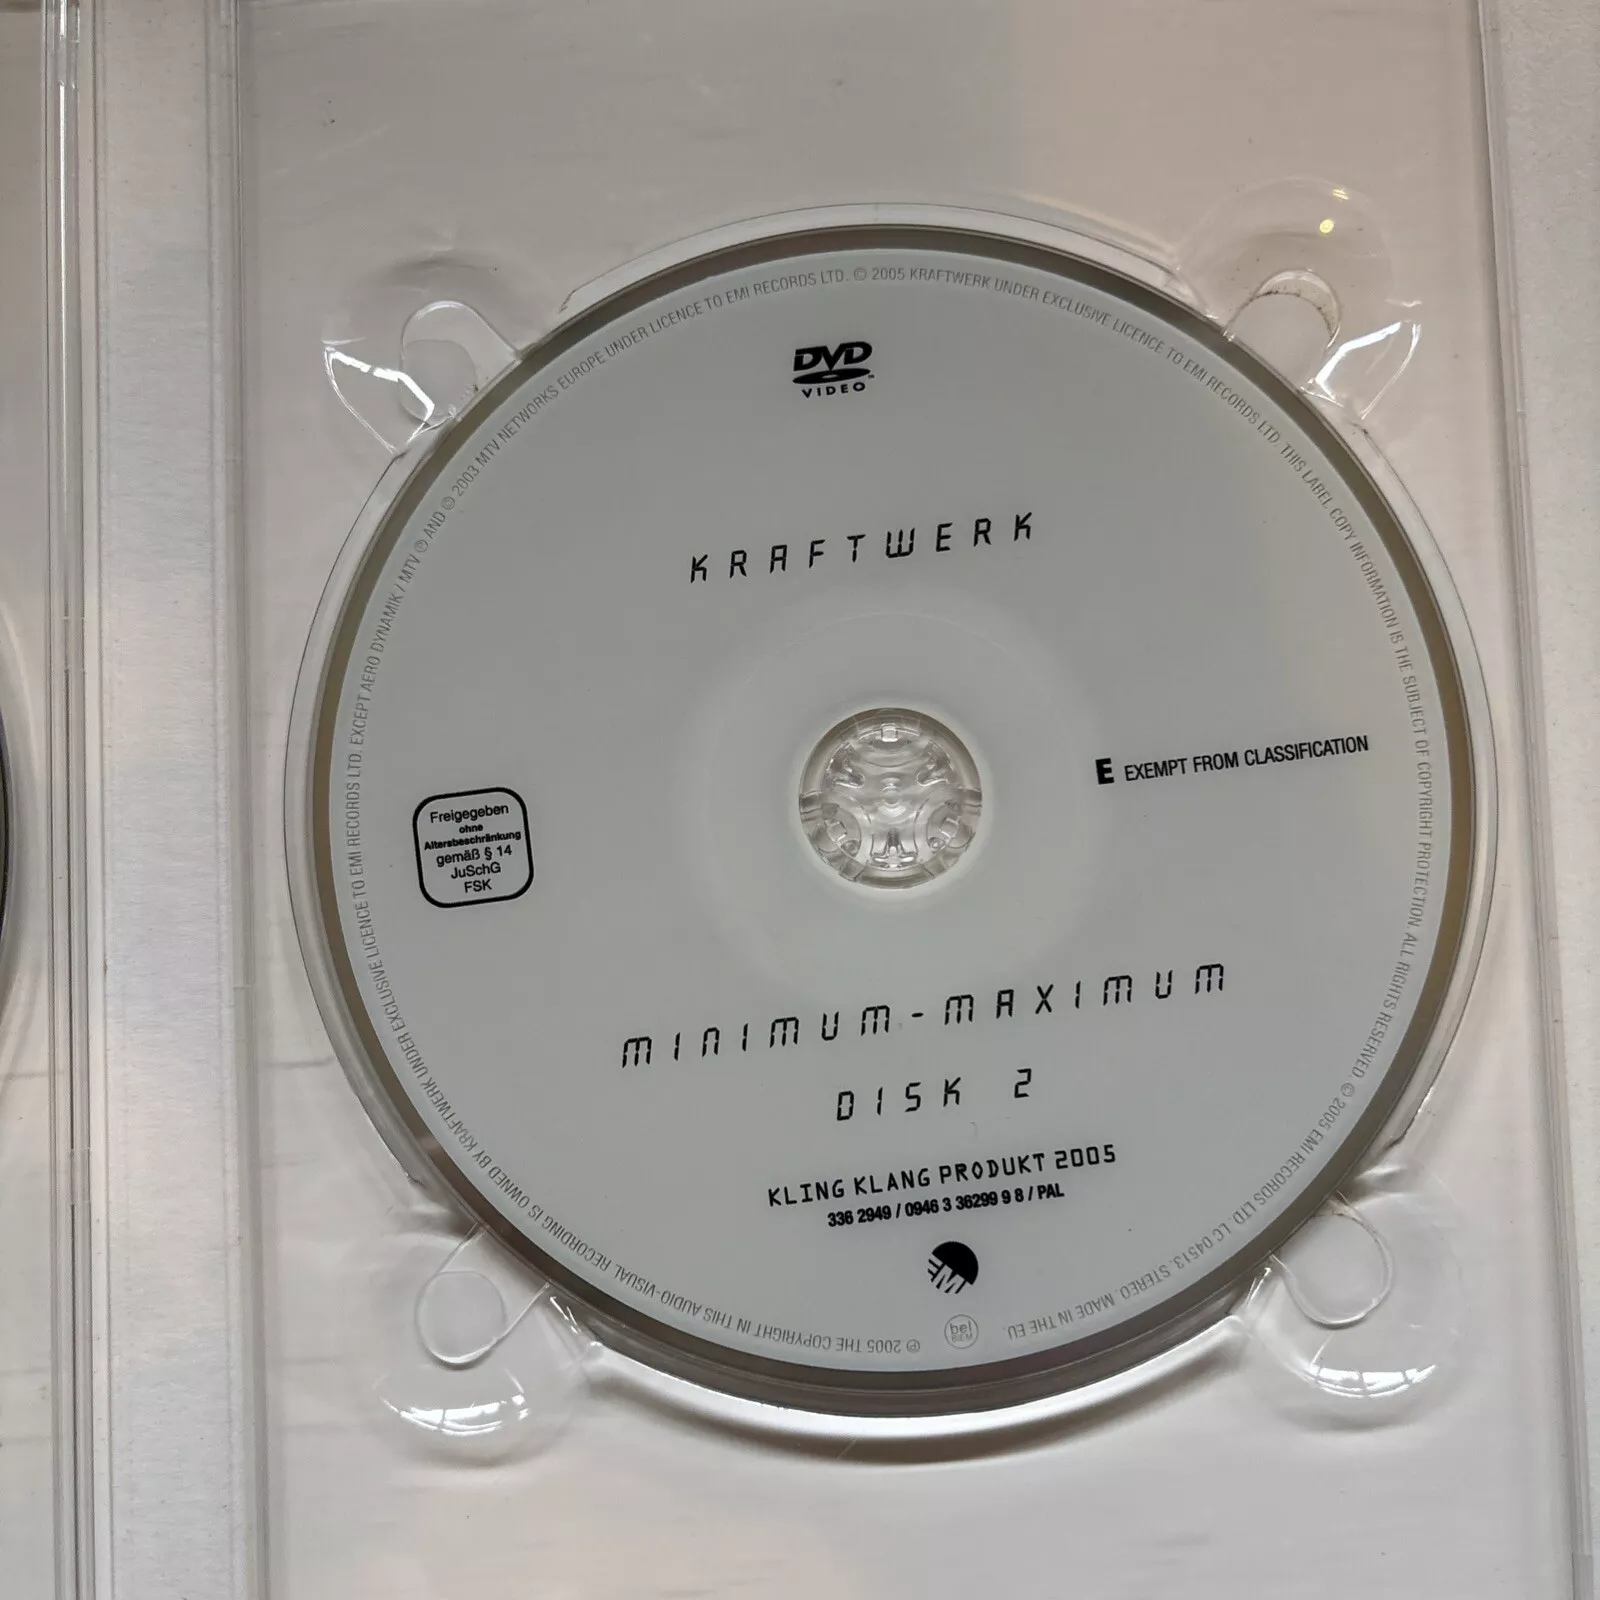 DVD
VIDEO™
KRAFTWERK
E EXEMPT FROM CLASSIFICATION
Freigegeben
ohne
Altersbeschränkung
gemäß § 14
JuSchG
FSK
MINIMUM-MAXIMUM
DISK 2
KLING KLANG PRODUKT 2005
336 2949 / 0946 3 36299 9 8 / PAL
EMI
bel
BIEM
℗ 2005 THE COPYRIGHT IN THIS AUDIO-VISUAL RECORDING IS OWNED BY KRAFTWERK UNDER EXCLUSIVE LICENCE TO EMI RECORDS LTD. EXCEPT AERO DYNAMIK / MTV ℗ AND © 2003 MTV NETWORKS EUROPE UNDER LICENCE TO EMI RECORDS LTD. © 2005 KRAFTWERK UNDER EXCLUSIVE LICENCE TO EMI RECORDS LTD. THIS LABEL COPY INFORMATION IS THE SUBJECT OF COPYRIGHT PROTECTION. ALL RIGHTS RESERVED. © 2005 EMI RECORDS LTD. LC 04513. STEREO. MADE IN THE EU.